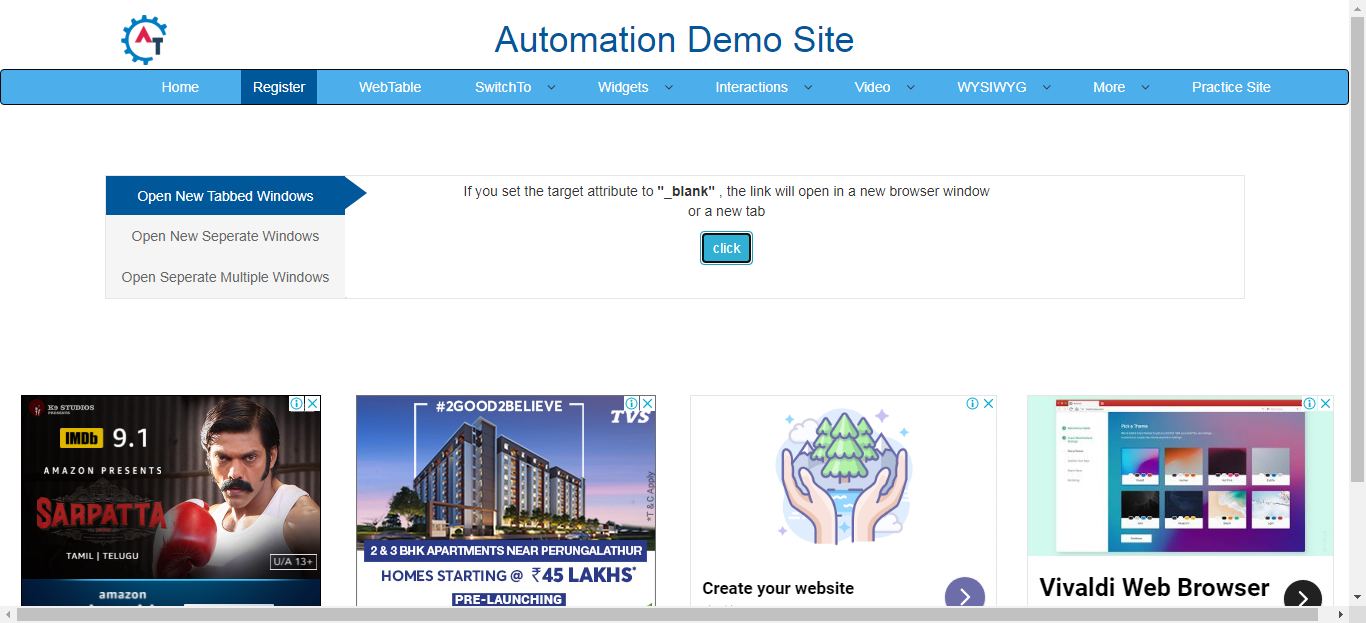 AT
Automation Demo Site
Home Register WebTable SwitchTo Widgets Interactions Video WYSIWYG More Practice Site
Open New Tabbed Windows
Open New Seperate Windows
Open Seperate Multiple Windows
If you set the target attribute to "_blank" , the link will open in a new browser window
or a new tab
click
K9 STUDIOS
PRESENTS
IMDb 9.1
AMAZON PRESENTS
SARPATTA
TAMIL | TELUGU
U/A 13+
amazon
#2GOOD2BELIEVE
TVS
*T & C Apply
2 & 3 BHK APARTMENTS NEAR PERUNGALATHUR
HOMES STARTING @ ₹45 LAKHS*
PRE-LAUNCHING
Create your website
Pick a Theme
Vivaldi Web Browser